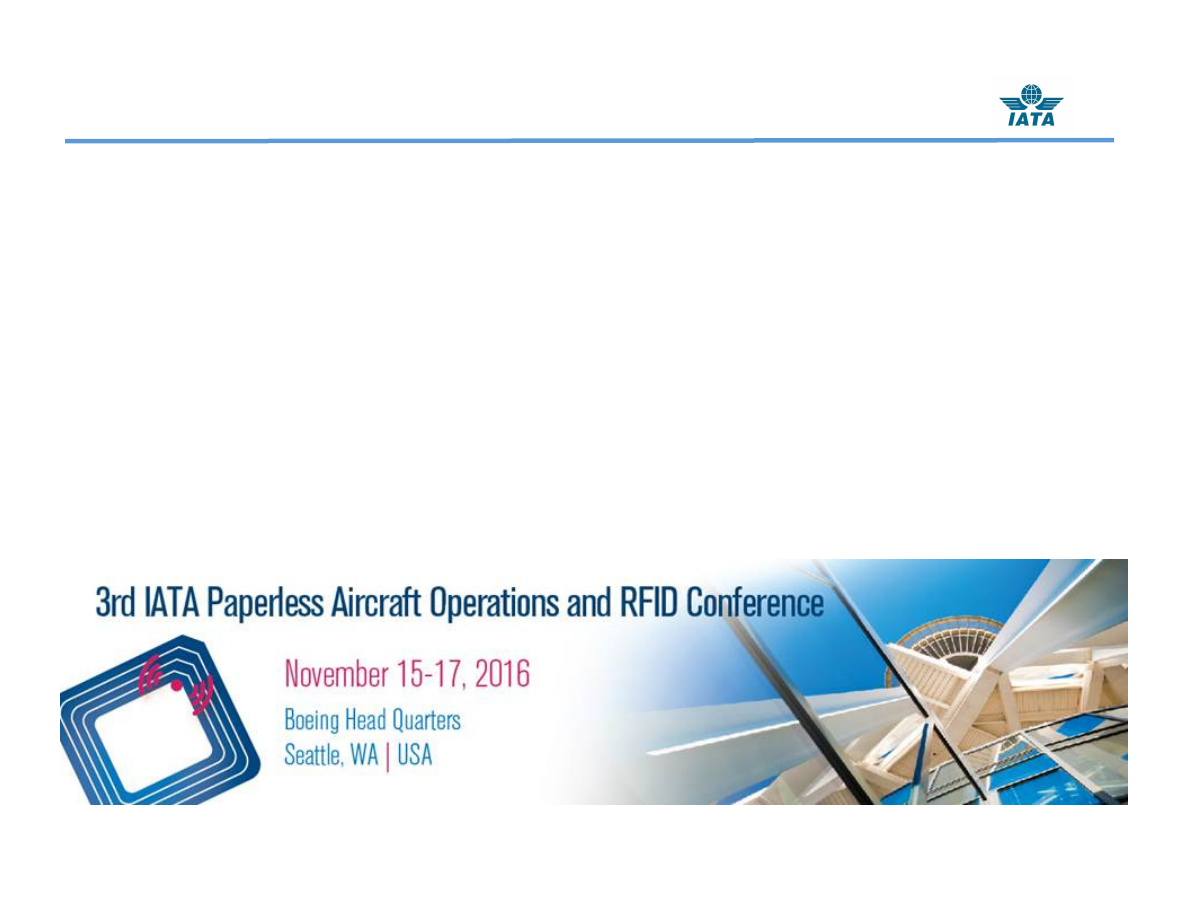 IATA
3rd IATA Paperless Aircraft Operations and RFID Conference
November 15-17, 2016
Boeing Head Quarters
Seattle, WA | USA